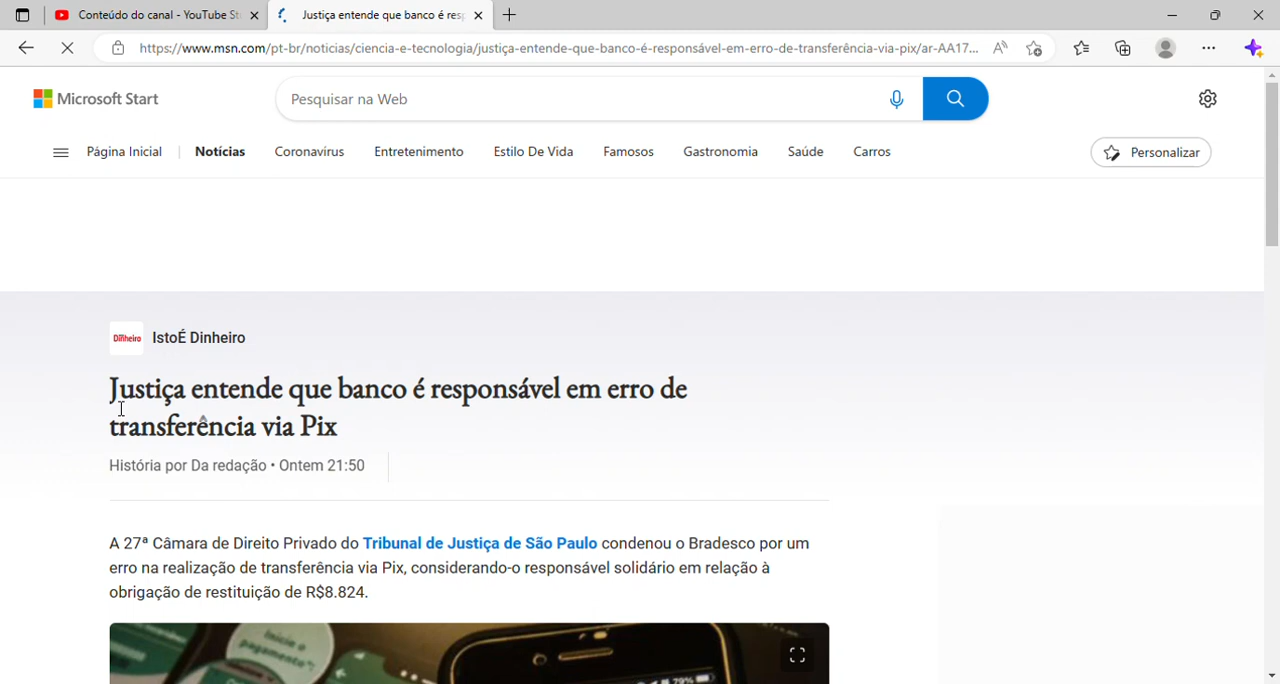 Conteúdo do canal - YouTube St
Justiça entende que banco é resp
https://www.msn.com/pt-br/noticias/ciencia-e-tecnologia/justiça-entende-que-banco-é-responsável-em-erro-de-transferência-via-pix/ar-AA17...
Microsoft Start
Pesquisar na Web
Página Inicial
Notícias
Coronavírus
Entretenimento
Estilo De Vida
Famosos
Gastronomia
Saúde
Carros
Personalizar
Dinheiro
IstoÉ Dinheiro
Justiça entende que banco é responsável em erro de
transferência via Pix
História por Da redação • Ontem 21:50
A 27ª Câmara de Direito Privado do Tribunal de Justiça de São Paulo condenou o Bradesco por um
erro na realização de transferência via Pix, considerando-o responsável solidário em relação à
obrigação de restituição de R$8.824.
Inicie o
pagamento
79%